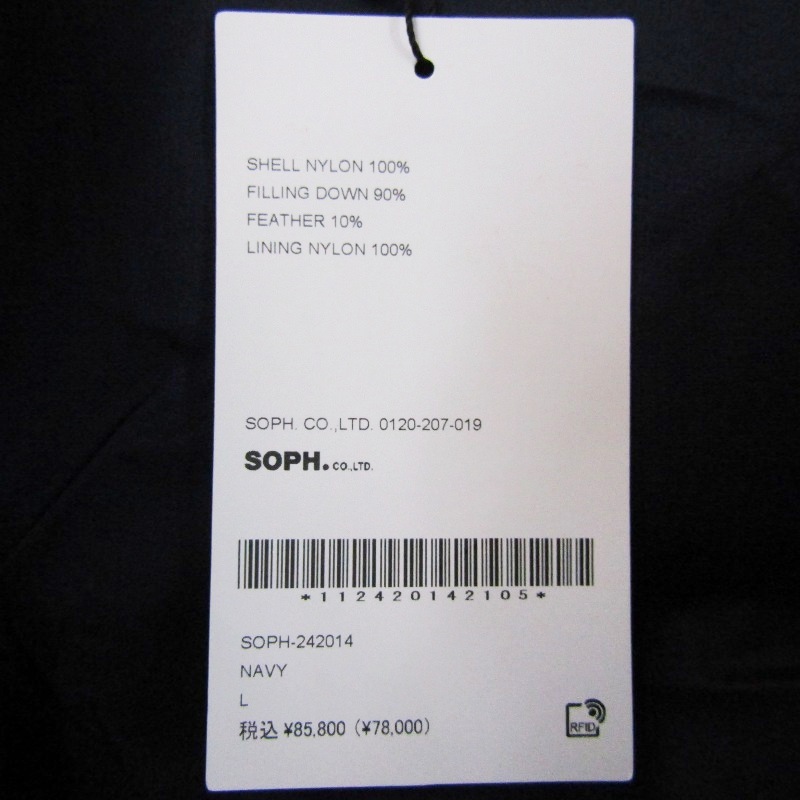 SHELL NYLON 100%
FILLING DOWN 90%
FEATHER 10%
LINING NYLON 100%
SOPH. CO.,LTD. 0120-207-019
SOPH. CO.,LTD.
*112420142105*
SOPH-242014
NAVY
L
税込 ¥85,800 (¥78,000)
RFID